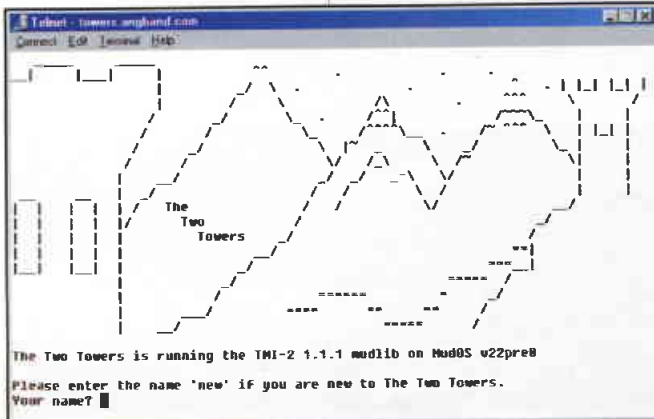 Telnet - towers.angband.com
Connect Edit Terminal Help
The
Two
Towers
The Two Towers is running the TMI-2 1.1.1 mudlib on MudOS v22pre8
Please enter the name 'new' if you are new to The Two Towers.
Your name?